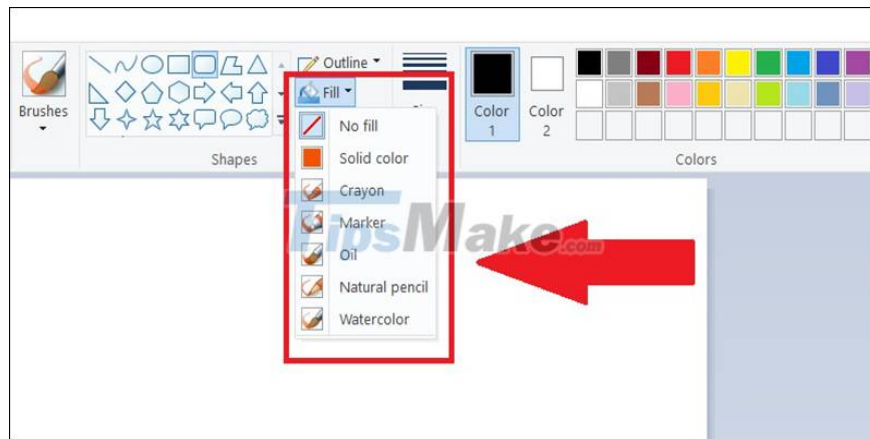 Outline
Fill
Brushes
Shapes
No fill
Solid color
Crayon
Marker
Oil
Natural pencil
Watercolor
Color
1
Color
2
Colors
TipsMake.com